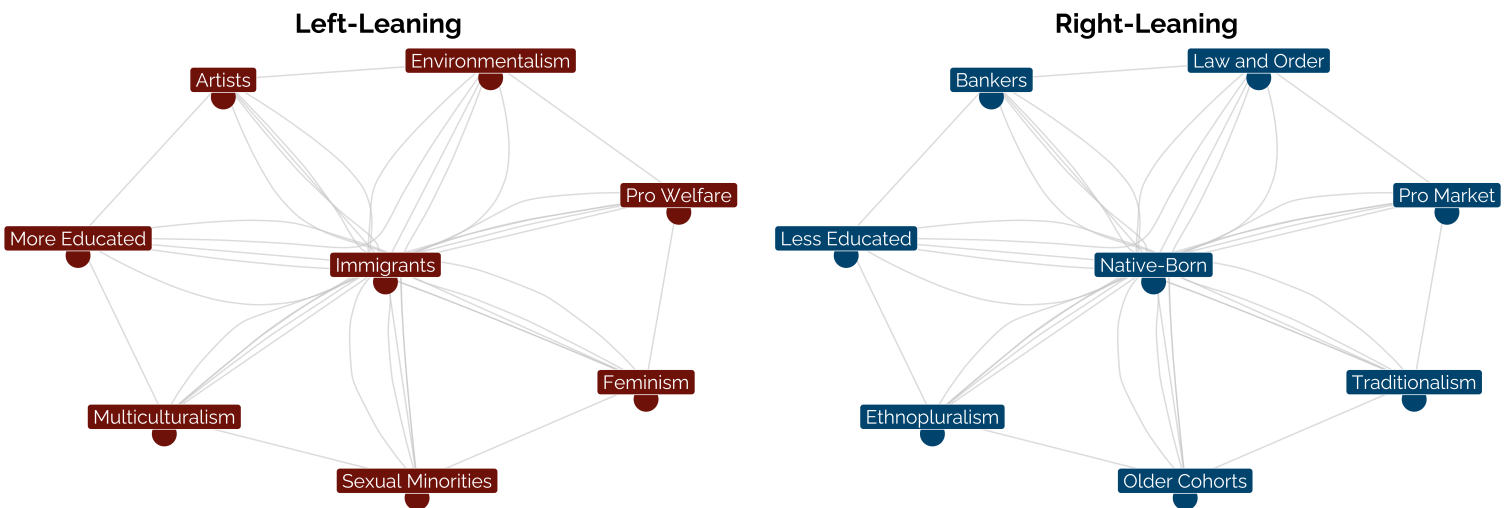 Left-Leaning
Artists
Environmentalism
Pro Welfare
More Educated
Immigrants
Feminism
Multiculturalism
Sexual Minorities
Right-Leaning
Bankers
Law and Order
Pro Market
Less Educated
Native-Born
Traditionalism
Ethnopluralism
Older Cohorts